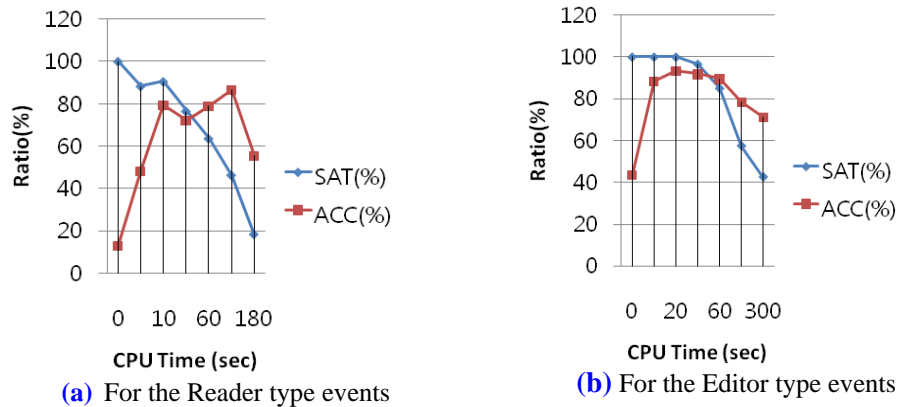 120
100
80
60
40
20
0
Ratio(%)
SAT(%)
ACC(%)
0 10 60 180
CPU Time (sec)
(a) For the Reader type events
120
100
80
60
40
20
0
Ratio(%)
SAT(%)
ACC(%)
0 20 60 300
CPU Time (sec)
(b) For the Editor type events